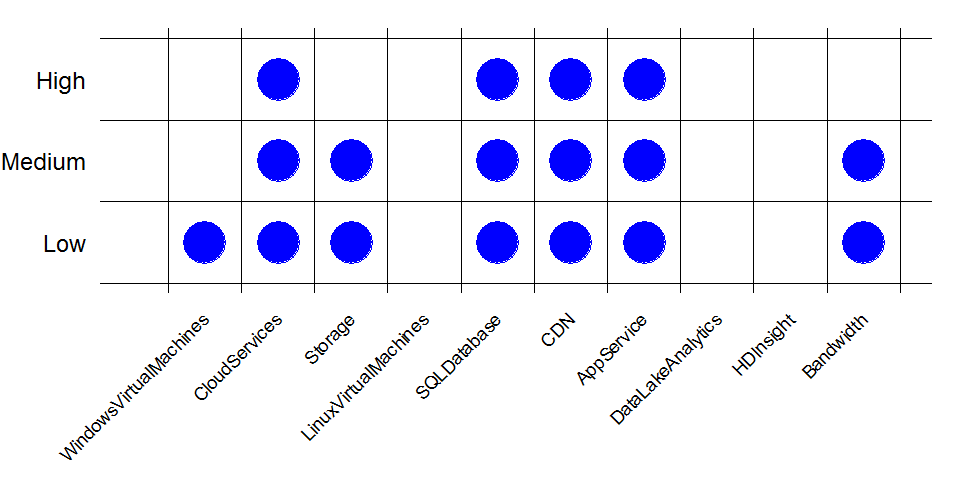 High
Medium
Low
WindowsVirtualMachines
CloudServices
Storage
LinuxVirtualMachines
SQLDatabase
CDN
AppService
DataLakeAnalytics
HDInsight
Bandwidth